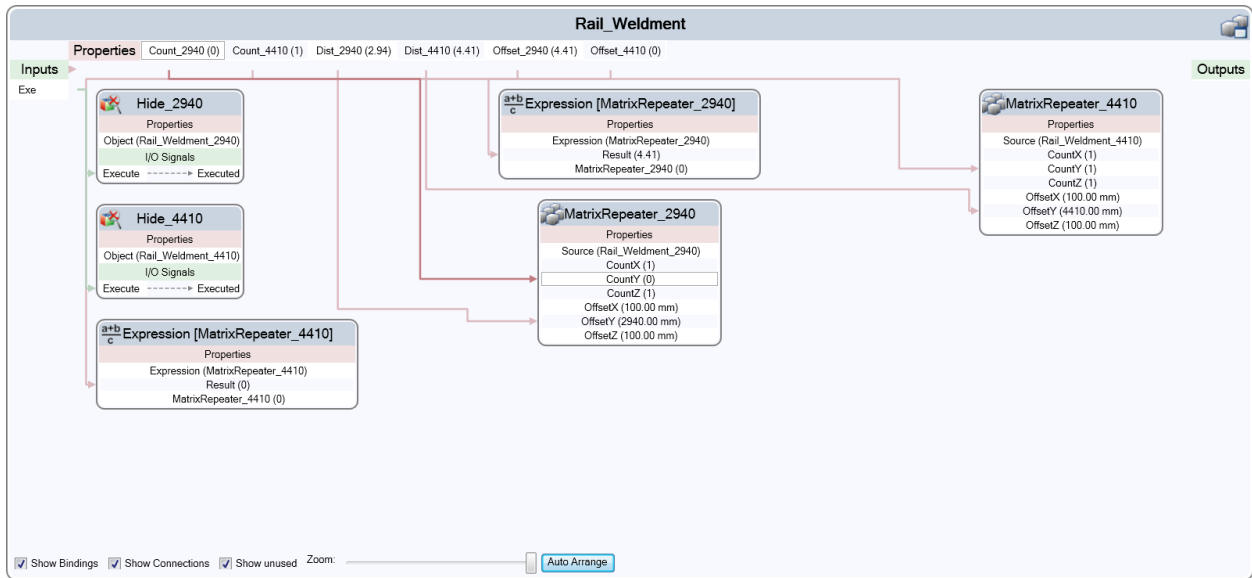 Rail_Weldment
Properties Count_2940 (0) Count_4410 (1) Dist_2940 (2.94) Dist_4410 (4.41) Offset_2940 (4.41) Offset_4410 (0)
Inputs
Outputs
Exe
Hide_2940
Properties
Object (Rail_Weldment_2940)
I/O Signals
Execute Executed
Hide_4410
Properties
Object (Rail_Weldment_4410)
I/O Signals
Execute Executed
a+b
c
Expression [MatrixRepeater_4410]
Properties
Expression (MatrixRepeater_4410)
Result (0)
MatrixRepeater_4410 (0)
a+b
c
Expression [MatrixRepeater_2940]
Properties
Expression (MatrixRepeater_2940)
Result (4.41)
MatrixRepeater_2940 (0)
MatrixRepeater_2940
Properties
Source (Rail_Weldment_2940)
CountX (1)
CountY (0)
CountZ (1)
OffsetX (100.00 mm)
OffsetY (2940.00 mm)
OffsetZ (100.00 mm)
MatrixRepeater_4410
Properties
Source (Rail_Weldment_4410)
CountX (1)
CountY (1)
CountZ (1)
OffsetX (100.00 mm)
OffsetY (4410.00 mm)
OffsetZ (100.00 mm)
Show Bindings Show Connections Show unused Zoom: Auto Arrange